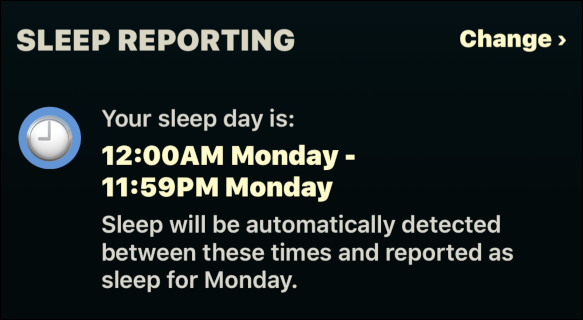 SLEEP REPORTING Change ›
Your sleep day is:
12:00AM Monday -
11:59PM Monday
Sleep will be automatically detected
between these times and reported as
sleep for Monday.